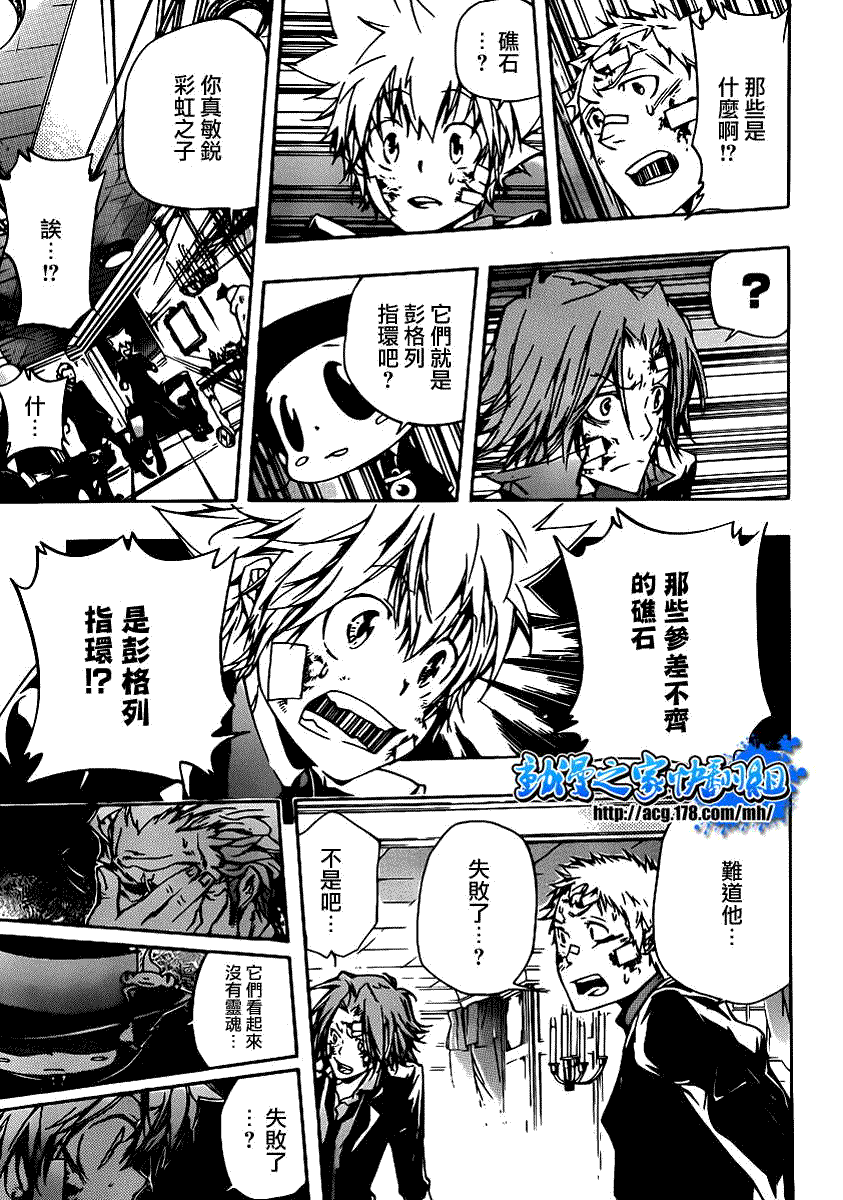 那些是
什麼啊!?
礁石
…?
你真敏銳
彩虹之子
誒…!?
?
它們就是
彭格列
指環吧?
什…
那些參差不齊
的礁石
是彭格列
指環!?
動漫之家快翻組
http://acg.178.com/mh/
難道他…
失敗了…?
不是吧…
它們看起來
沒有靈魂…
失敗了
…?